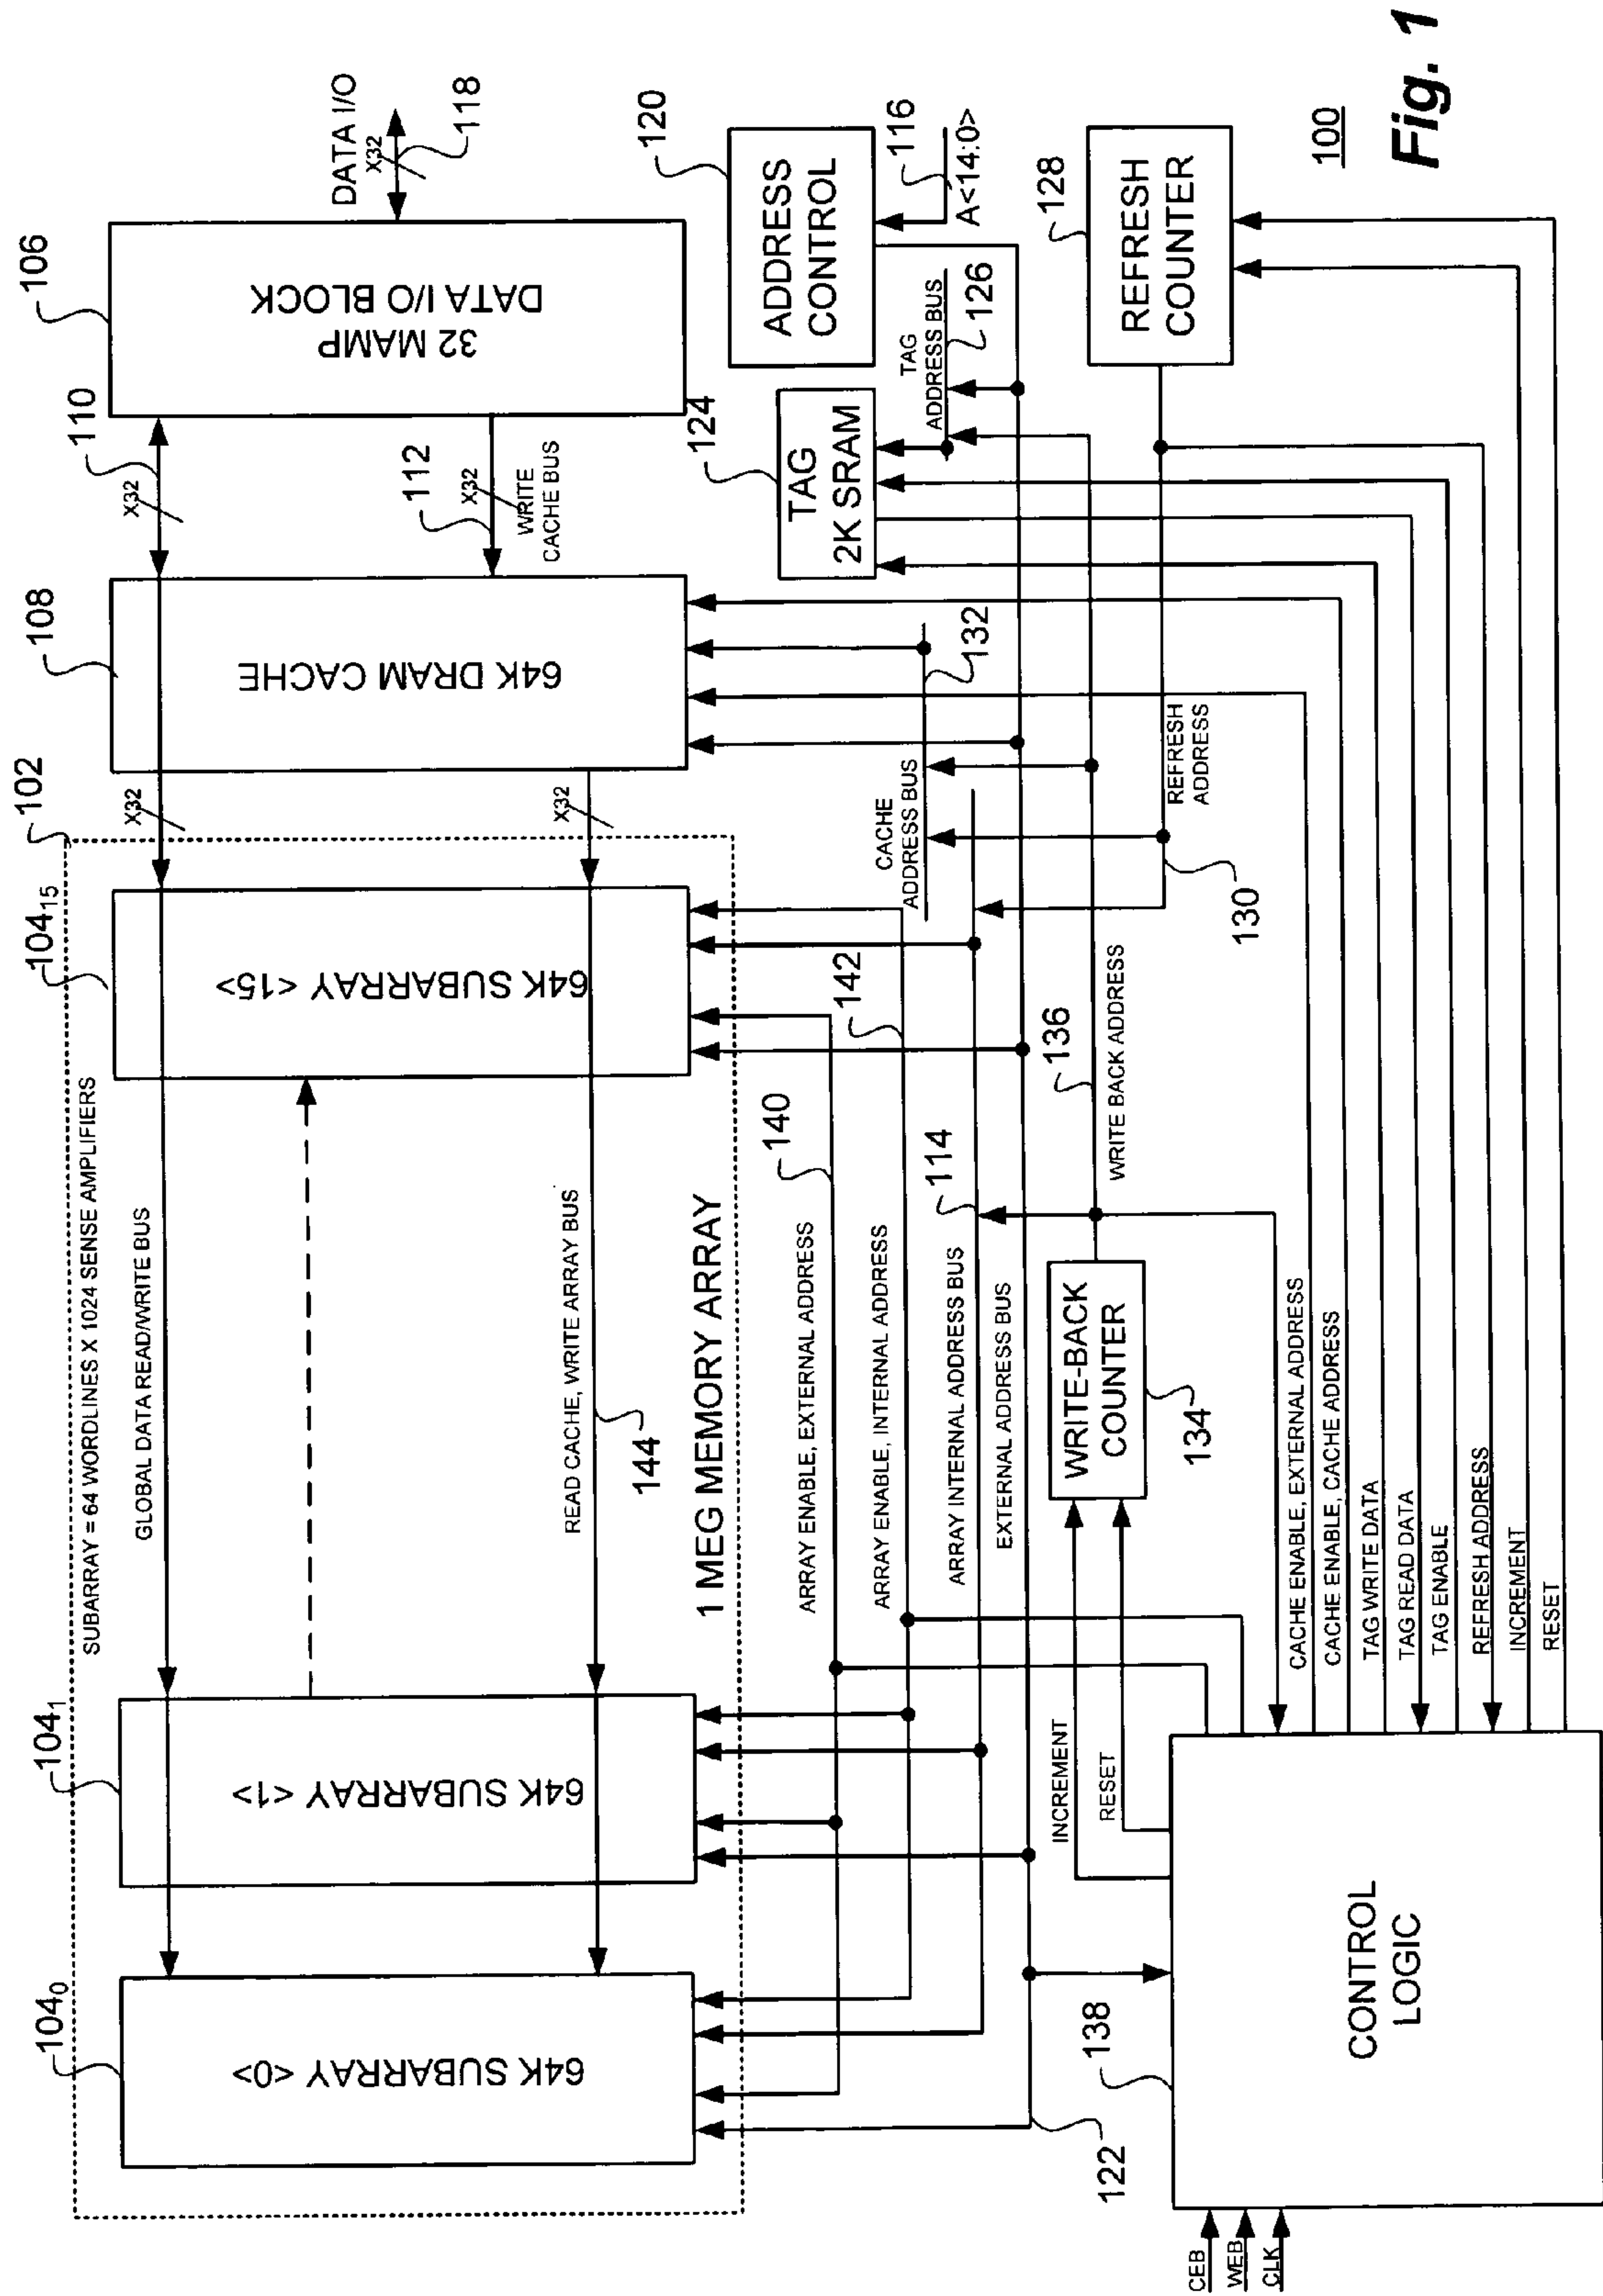 Fig. 1
100
102
104₀
64K SUBARRAY <0>
104₁
64K SUBARRAY <1>
104₁₅
64K SUBARRAY <15>
SUBARRAY = 64 WORDLINES X 1024 SENSE AMPLIFIERS
GLOBAL DATA READ/WRITE BUS
READ CACHE, WRITE ARRAY BUS
144
1 MEG MEMORY ARRAY
X32
X32
108
64K DRAM CACHE
110
X32
112
X32
WRITE
CACHE BUS
106
DATA I/O BLOCK
32 MAMP
DATA I/O
X32
118
120
ADDRESS
CONTROL
116
A<14:0>
124
TAG
2K SRAM
TAG
ADDRESS BUS
126
128
REFRESH
COUNTER
132
CACHE
ADDRESS BUS
REFRESH
ADDRESS
130
140
ARRAY ENABLE, EXTERNAL ADDRESS
142
ARRAY ENABLE, INTERNAL ADDRESS
114
ARRAY INTERNAL ADDRESS BUS
EXTERNAL ADDRESS BUS
136
WRITE BACK ADDRESS
WRITE-BACK
COUNTER
134
INCREMENT
RESET
122
138
CONTROL
LOGIC
CEB
WEB
CLK
CACHE ENABLE, EXTERNAL ADDRESS
CACHE ENABLE, CACHE ADDRESS
TAG WRITE DATA
TAG READ DATA
TAG ENABLE
REFRESH ADDRESS
INCREMENT
RESET